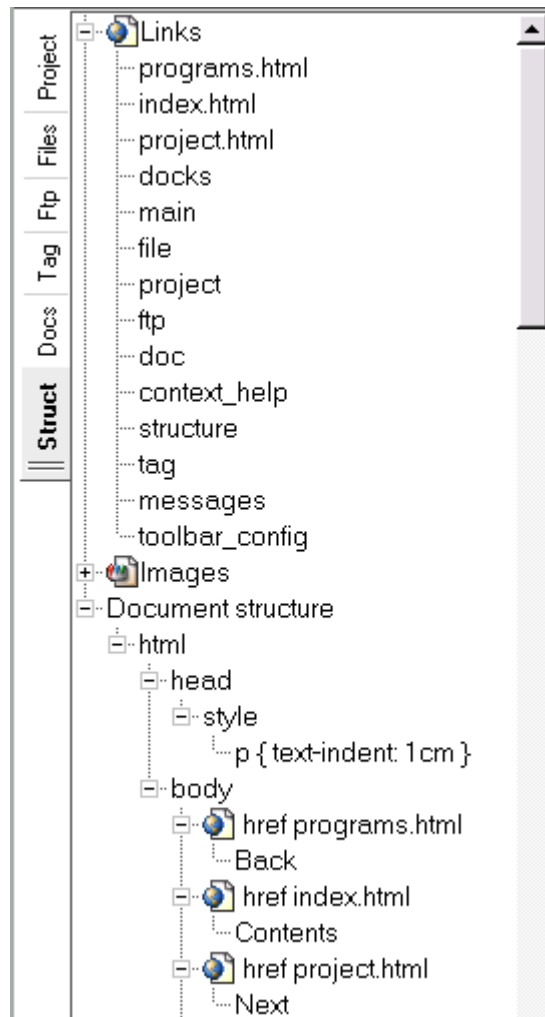 Project
Files
Ftp
Tag
Docs
Struct
Links
programs.html
index.html
project.html
docks
main
file
project
ftp
doc
context_help
structure
tag
messages
toolbar_config
Images
Document structure
html
head
style
p { text-indent: 1cm }
body
href programs.html
Back
href index.html
Contents
href project.html
Next